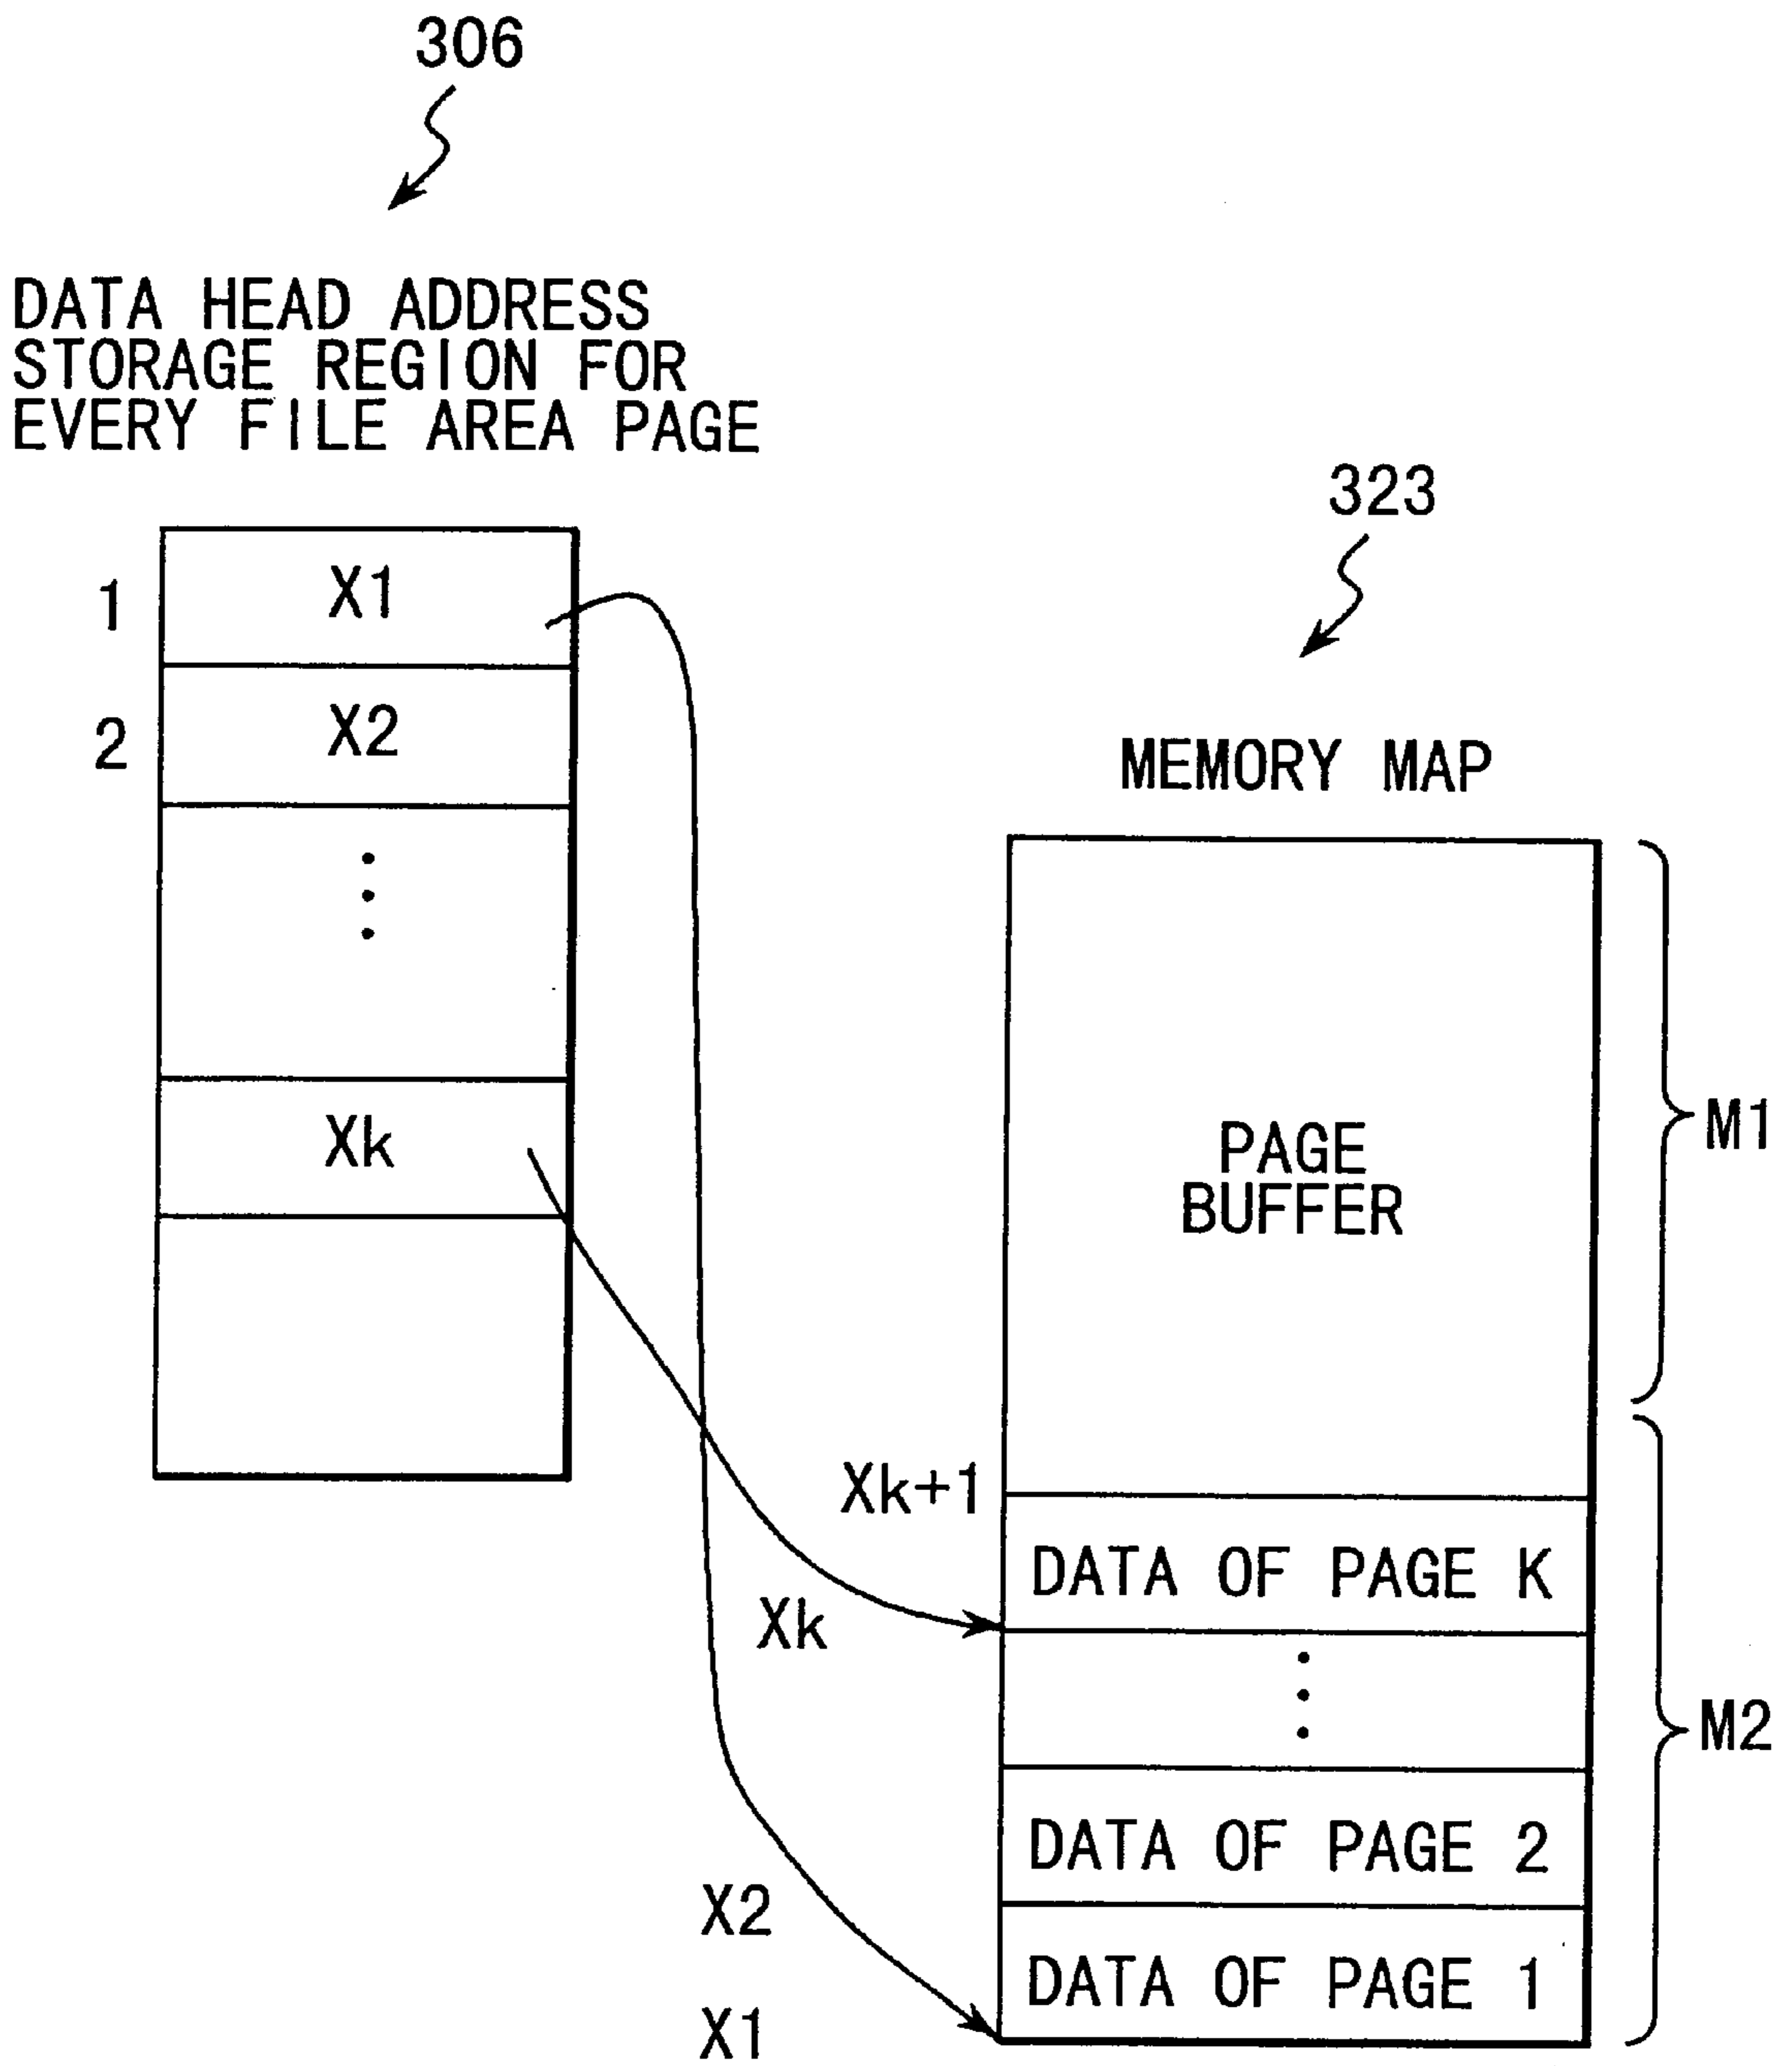 306
DATA HEAD ADDRESS
STORAGE REGION FOR
EVERY FILE AREA PAGE
323
1
X1
2
X2
MEMORY MAP
Xk
M1
PAGE
BUFFER
Xk+1
DATA OF PAGE K
Xk
M2
DATA OF PAGE 2
X2
DATA OF PAGE 1
X1